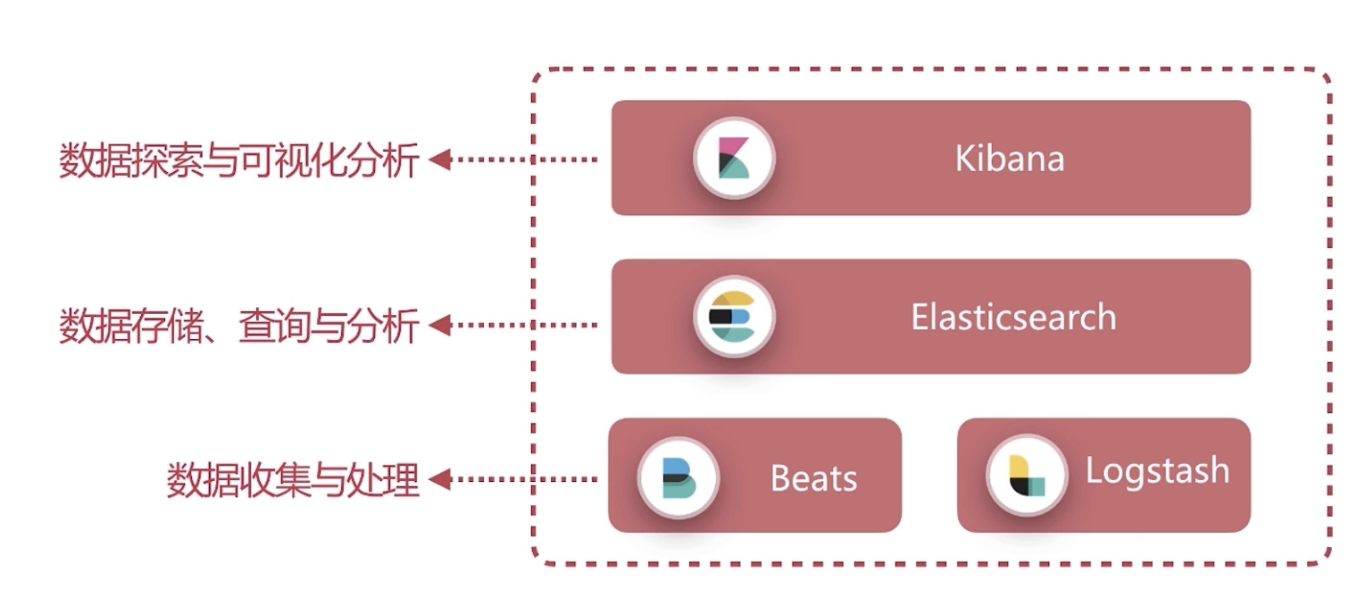 数据探索与可视化分析
Kibana
数据存储、查询与分析
Elasticsearch
数据收集与处理
Beats
Logstash